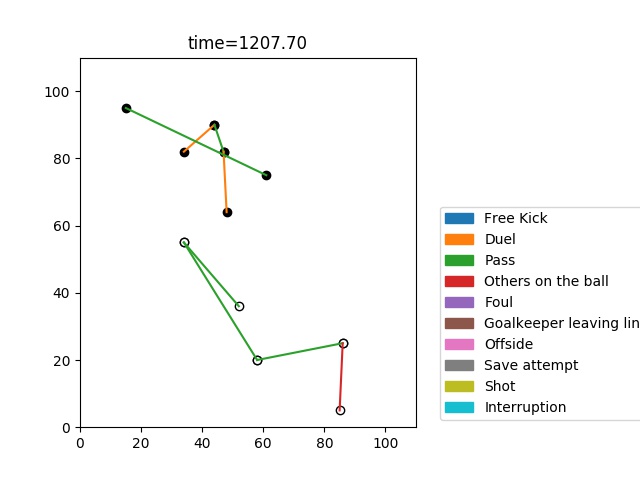 time=1207.70
100
80
60
40
20
0
0 20 40 60 80 100
Free Kick
Duel
Pass
Others on the ball
Foul
Goalkeeper leaving lin
Offside
Save attempt
Shot
Interruption